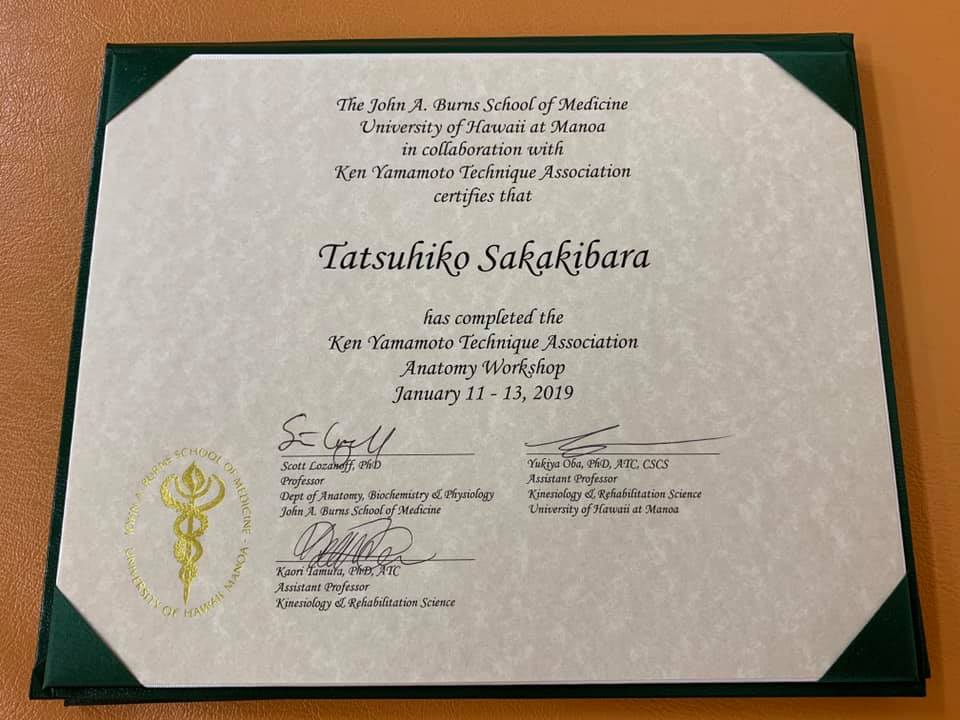 The John A. Burns School of Medicine
University of Hawaii at Manoa
in collaboration with
Ken Yamamoto Technique Association
certifies that
Tatsuhiko Sakakibara
has completed the
Ken Yamamoto Technique Association
Anatomy Workshop
January 11 - 13, 2019
Scott Lozanoff, PhD
Professor
Dept of Anatomy, Biochemistry & Physiology
John A. Burns School of Medicine
Yukiya Oba, PhD, ATC, CSCS
Assistant Professor
Kinesiology & Rehabilitation Science
University of Hawaii at Manoa
Kaori Tamura, PhD, ATC
Assistant Professor
Kinesiology & Rehabilitation Science
JOHN A. BURNS SCHOOL OF MEDICINE -
UNIVERSITY OF HAWAII MANOA